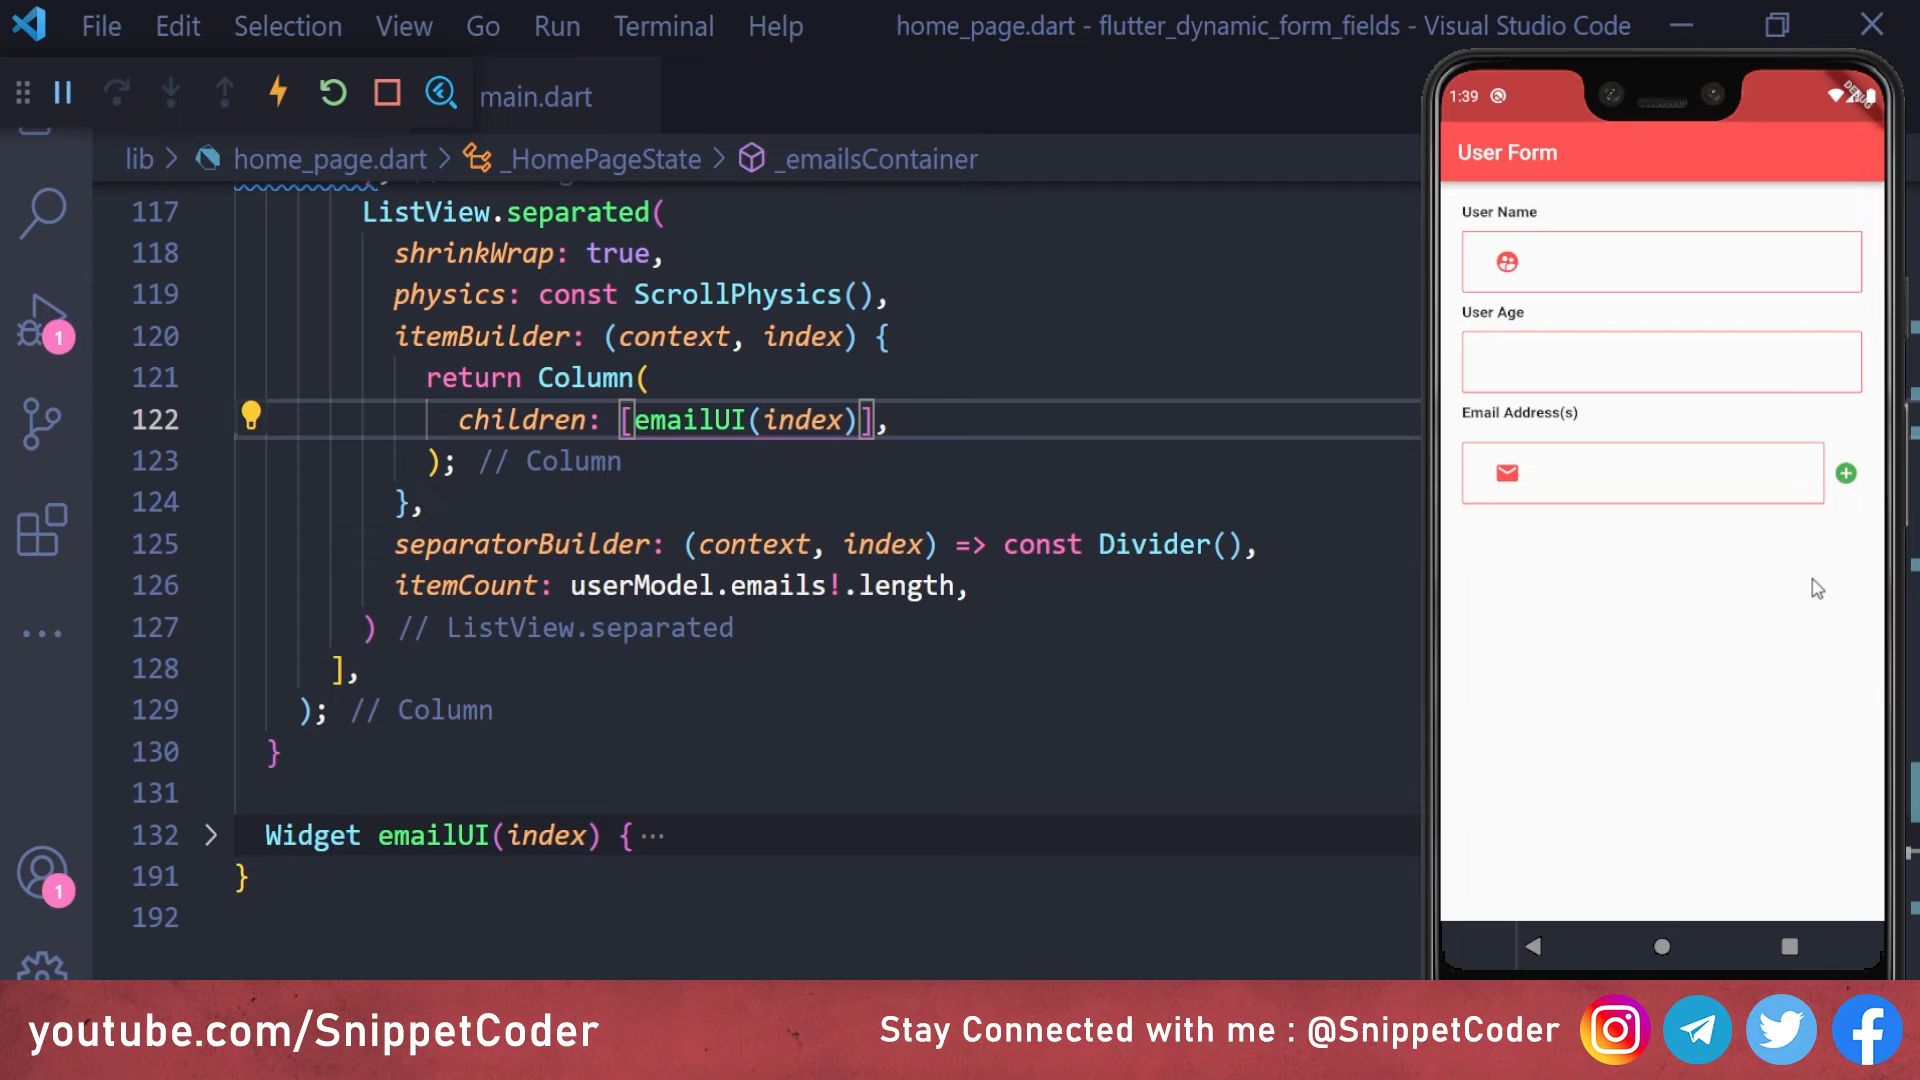 File Edit Selection View Go Run Terminal Help
home_page.dart - flutter_dynamic_form_fields - Visual Studio Code
main.dart
lib > home_page.dart > _HomePageState > _emailsContainer
117 ListView.separated(
118 shrinkWrap: true,
119 physics: const ScrollPhysics(),
120 itemBuilder: (context, index) {
121 return Column(
122 children: [emailUI(index)],
123 ); // Column
124 },
125 separatorBuilder: (context, index) => const Divider(),
126 itemCount: userModel.emails!.length,
127 ) // ListView.separated
128 ],
129 ); // Column
130 }
131
132 Widget emailUI(index) { ···
191 }
192
1
1
1:39
DEBUG
User Form
User Name
User Age
Email Address(s)
youtube.com/SnippetCoder
Stay Connected with me : @SnippetCoder